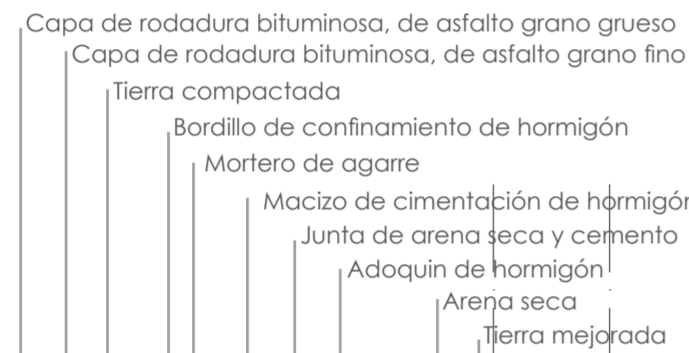 Capa de rodadura bituminosa, de asfalto grano grueso
Capa de rodadura bituminosa, de asfalto grano fino
Tierra compactada
Bordillo de confinamiento de hormigón
Mortero de agarre
Macizo de cimentación de hormigón
Junta de arena seca y cemento
Adoquin de hormigón
Arena seca
Tierra mejorada